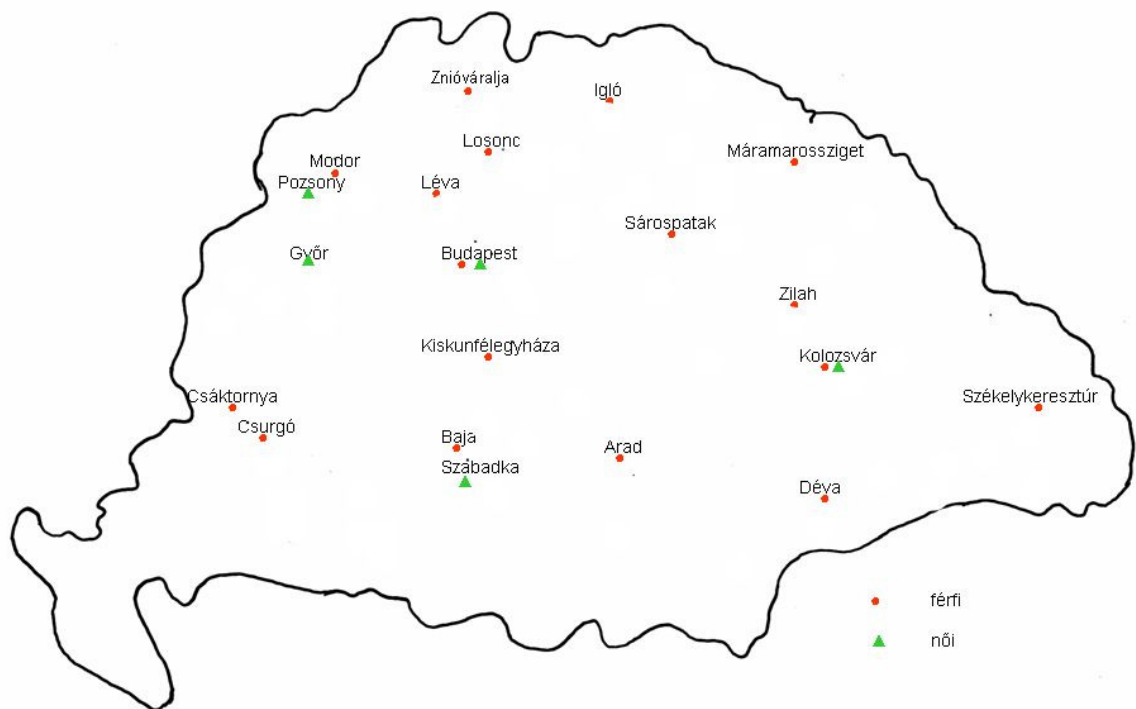 Znióváralja
Igló
Losonc
Máramarossziget
Modor
Pozsony
Léva
Sárospatak
Győr
Budapest
Zilah
Kiskunfélegyháza
Kolozsvár
Csáktornya
Székelykeresztúr
Csurgó
Baja
Arad
Szabadka
Déva
férfi
női